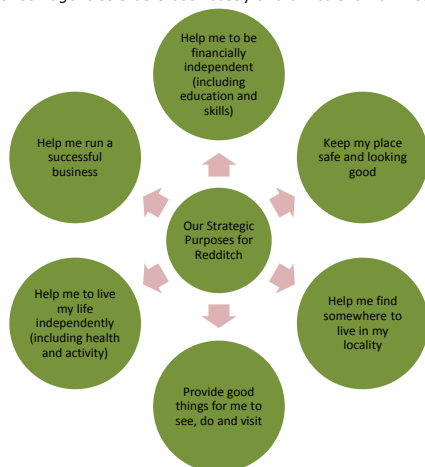 Help me to be
financially
independent
(including
education and
skills)
Help me run a
successful
business
Keep my place
safe and looking
good
Our Strategic
Purposes for
Redditch
Help me to live
my life
independently
(including health
and activity)
Help me find
somewhere to
live in my
locality
Provide good
things for me to
see, do and visit